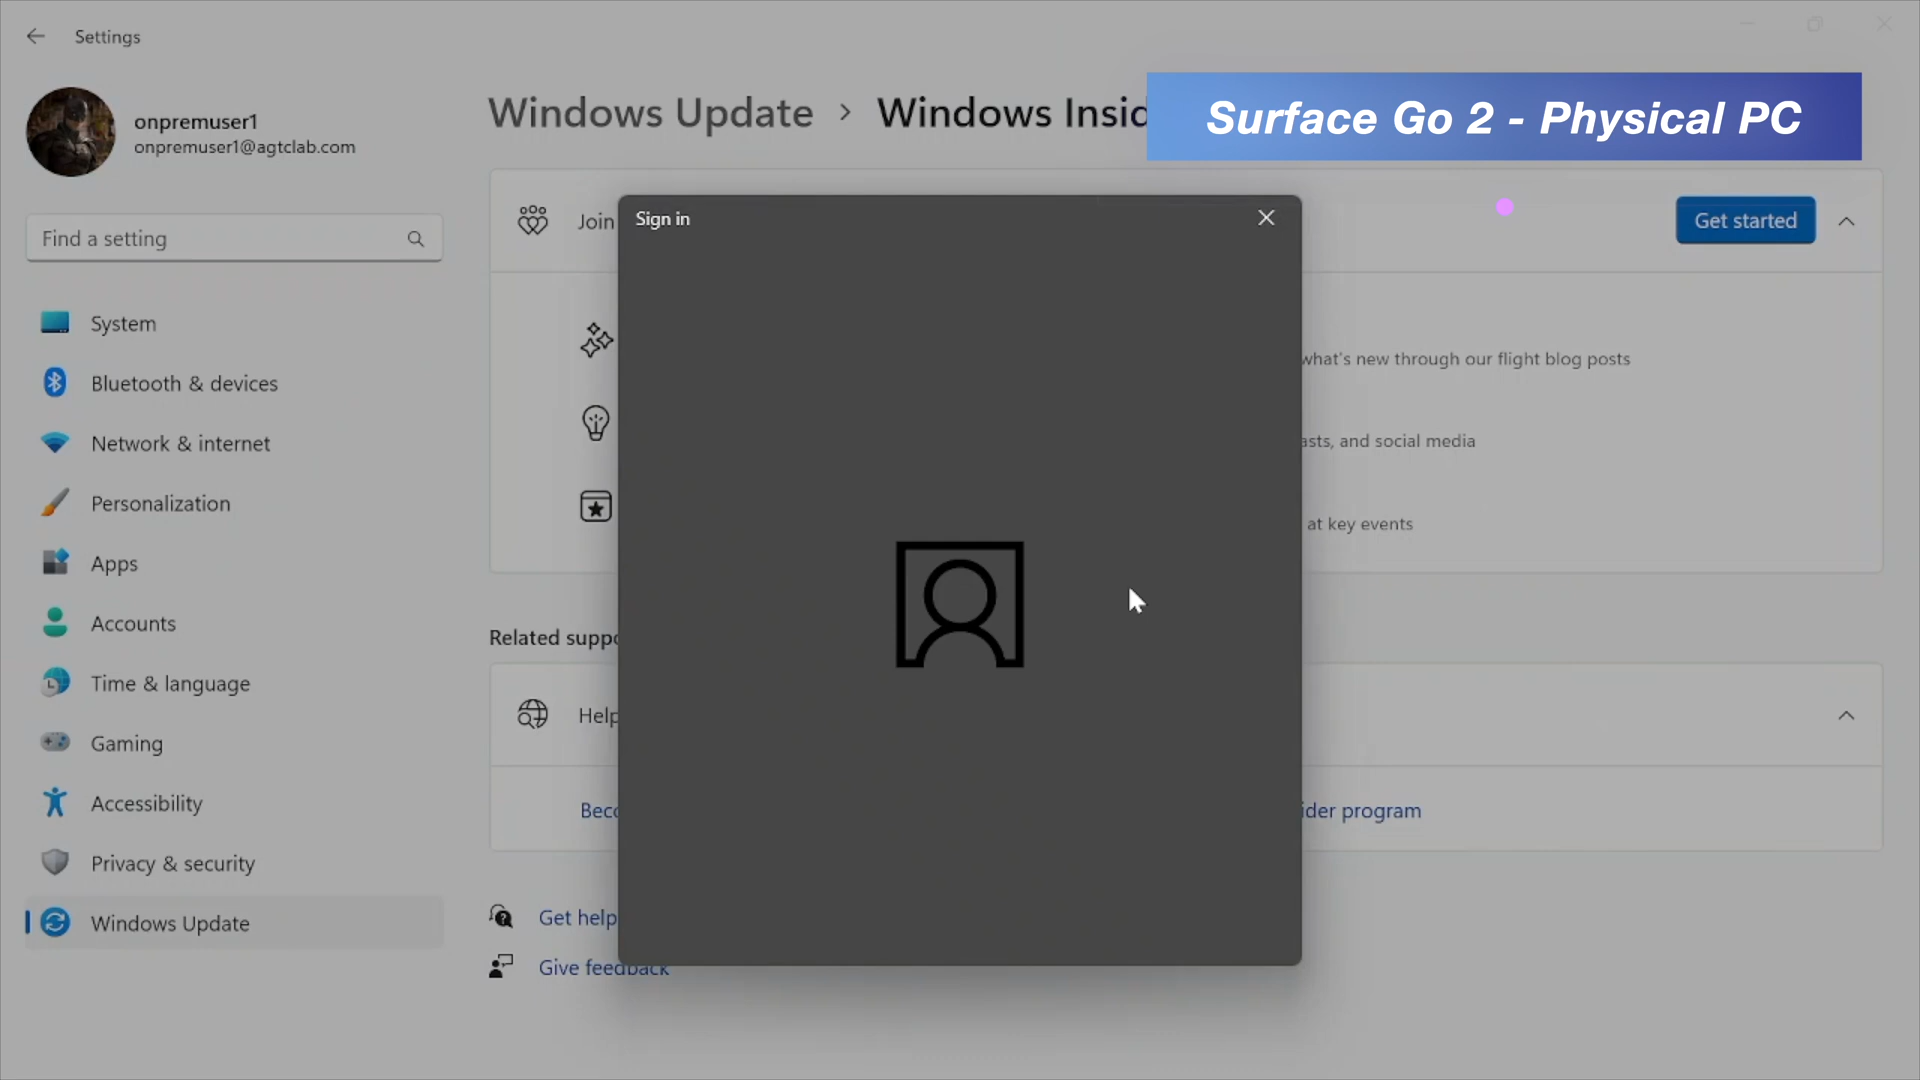 Settings
onpremuser1
onpremuser1@agtclab.com
Find a setting
System
Bluetooth & devices
Network & internet
Personalization
Apps
Accounts
Time & language
Gaming
Accessibility
Privacy & security
Windows Update
Windows Update > Windows Insid
Surface Go 2 - Physical PC
Join
Get started
Sign in
what's new through our flight blog posts
asts, and social media
at key events
Related suppo
Help
Beco
ider program
Get help
Give feedback